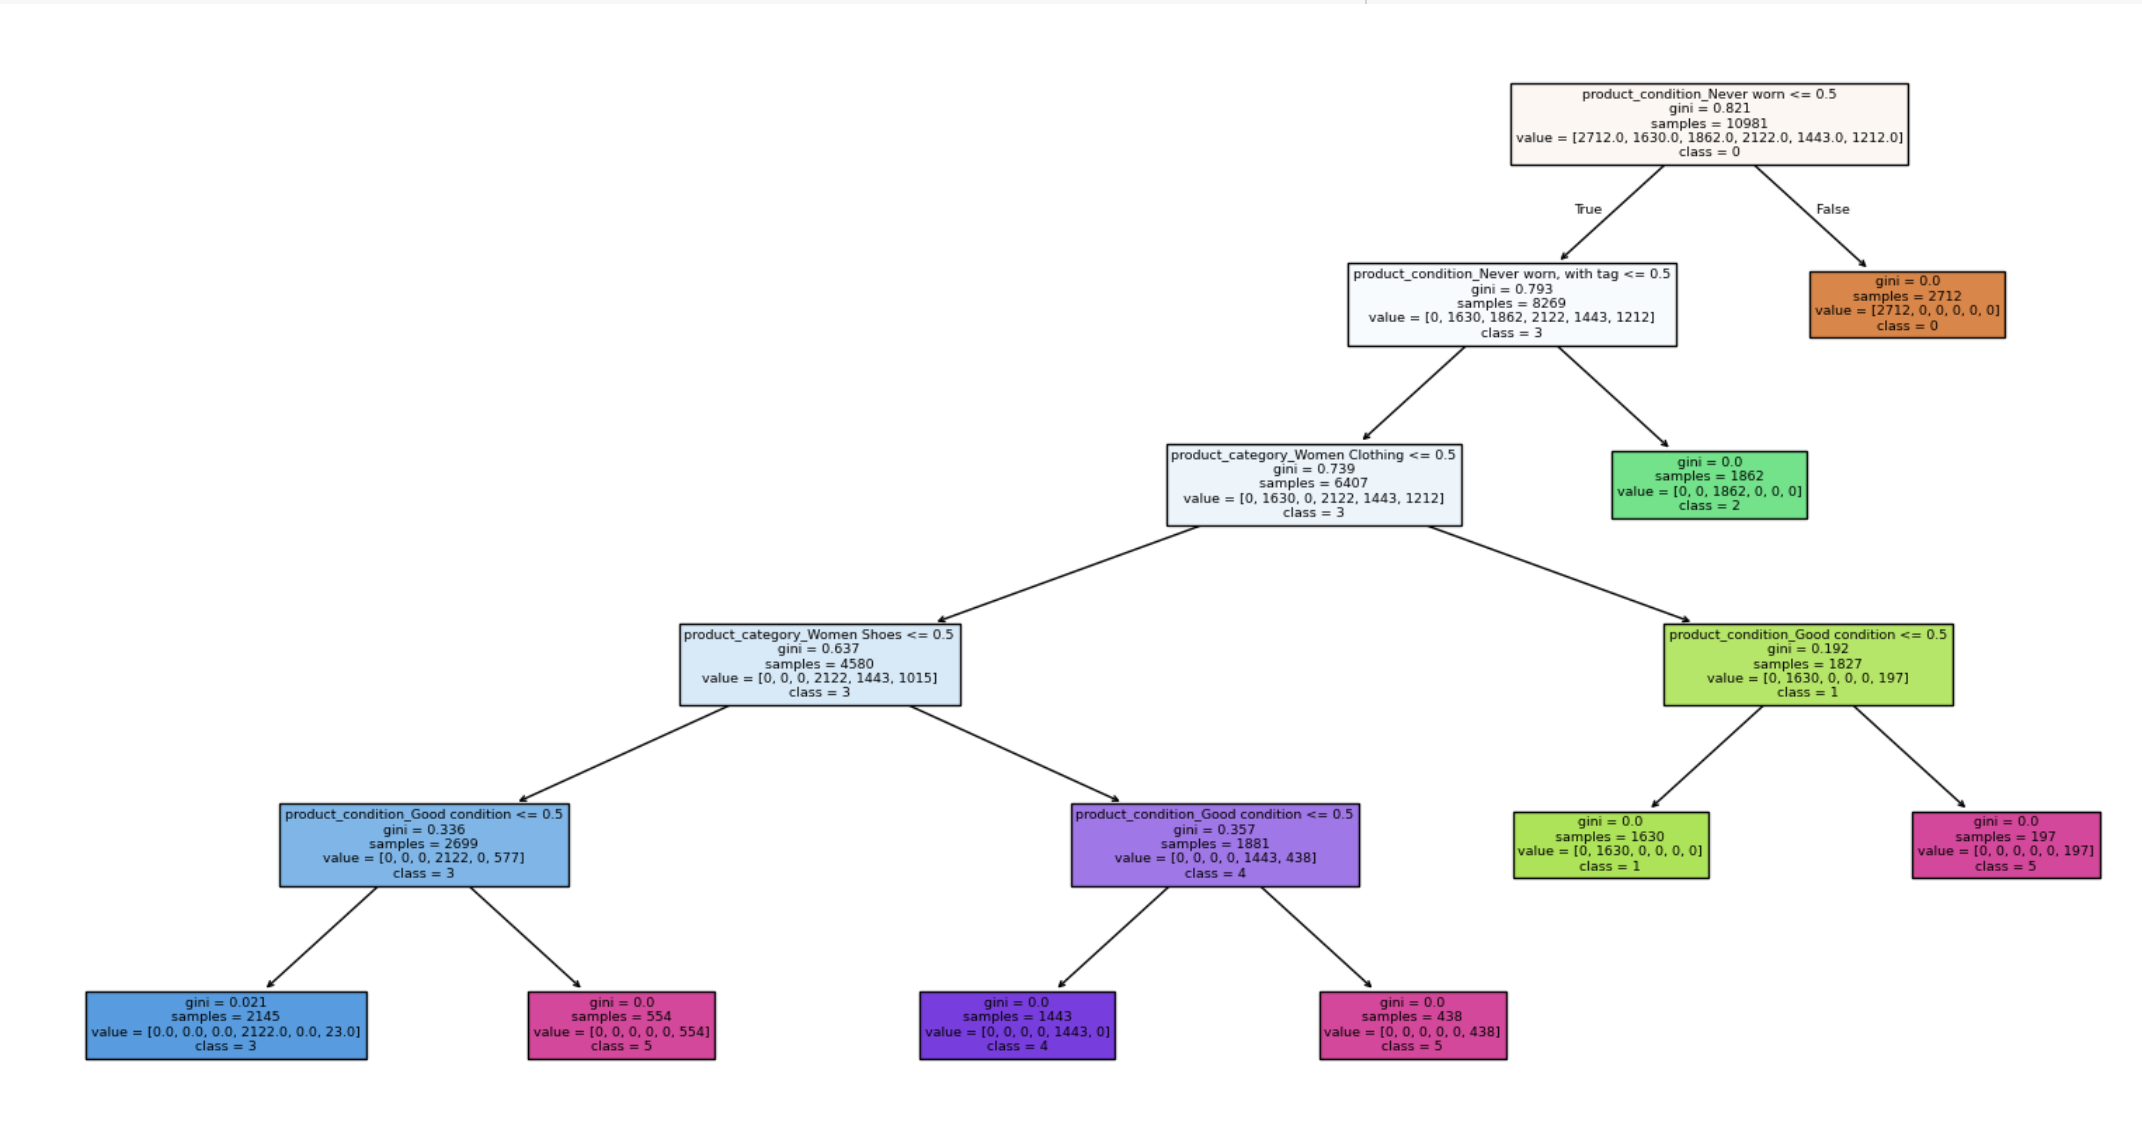 product_condition_Never worn <= 0.5
gini = 0.821
samples = 10981
value = [2712.0, 1630.0, 1862.0, 2122.0, 1443.0, 1212.0]
class = 0
True
False
product_condition_Never worn, with tag <= 0.5
gini = 0.793
samples = 8269
value = [0, 1630, 1862, 2122, 1443, 1212]
class = 3
gini = 0.0
samples = 2712
value = [2712, 0, 0, 0, 0, 0]
class = 0
product_category_Women Clothing <= 0.5
gini = 0.739
samples = 6407
value = [0, 1630, 0, 2122, 1443, 1212]
class = 3
gini = 0.0
samples = 1862
value = [0, 0, 1862, 0, 0, 0]
class = 2
product_category_Women Shoes <= 0.5
gini = 0.637
samples = 4580
value = [0, 0, 0, 2122, 1443, 1015]
class = 3
product_condition_Good condition <= 0.5
gini = 0.192
samples = 1827
value = [0, 1630, 0, 0, 0, 197]
class = 1
product_condition_Good condition <= 0.5
gini = 0.336
samples = 2699
value = [0, 0, 0, 2122, 0, 577]
class = 3
product_condition_Good condition <= 0.5
gini = 0.357
samples = 1881
value = [0, 0, 0, 0, 1443, 438]
class = 4
gini = 0.0
samples = 1630
value = [0, 1630, 0, 0, 0, 0]
class = 1
gini = 0.0
samples = 197
value = [0, 0, 0, 0, 0, 197]
class = 5
gini = 0.021
samples = 2145
value = [0.0, 0.0, 0.0, 2122.0, 0.0, 23.0]
class = 3
gini = 0.0
samples = 554
value = [0, 0, 0, 0, 0, 554]
class = 5
gini = 0.0
samples = 1443
value = [0, 0, 0, 0, 1443, 0]
class = 4
gini = 0.0
samples = 438
value = [0, 0, 0, 0, 0, 438]
class = 5